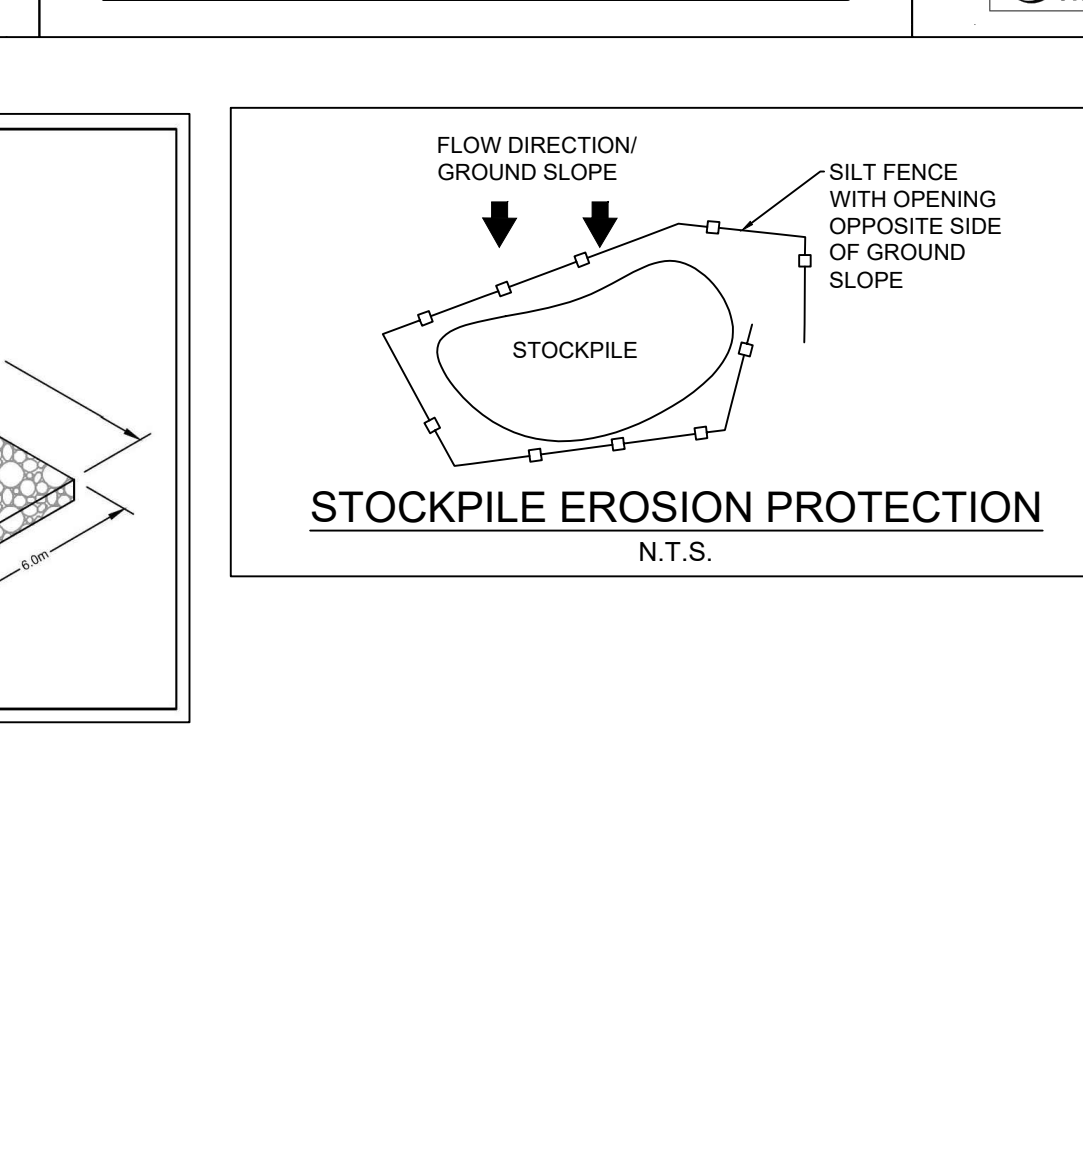 FLOW DIRECTION/
GROUND SLOPE
SILT FENCE
WITH OPENING
OPPOSITE SIDE
OF GROUND
SLOPE
STOCKPILE
STOCKPILE EROSION PROTECTION
N.T.S.
6.0m